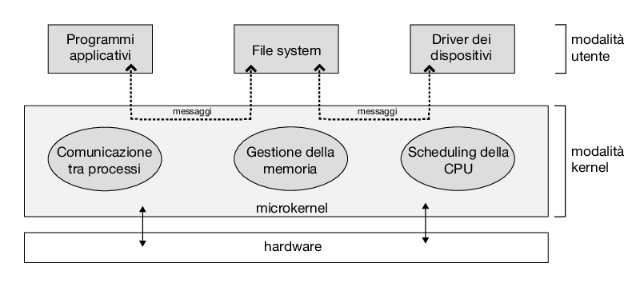 Programmi
applicativi
File system
Driver dei
dispositivi
modalità
utente
messaggi
messaggi
Comunicazione
tra processi
Gestione della
memoria
Scheduling della
CPU
modalità
kernel
microkernel
hardware